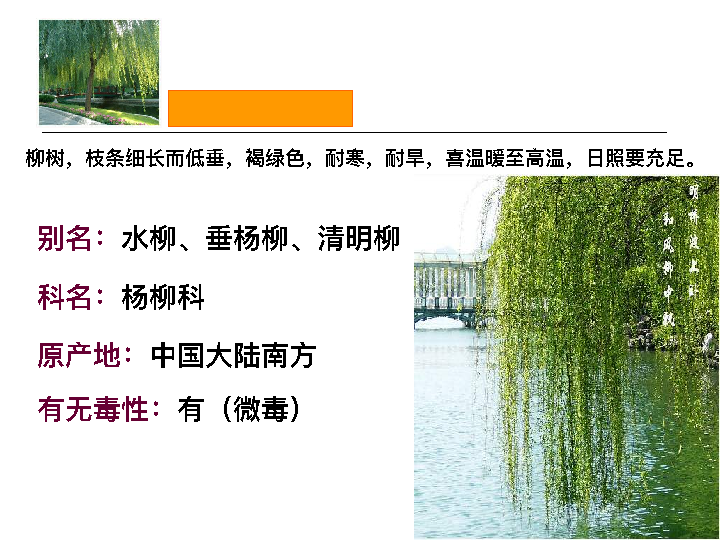 柳树，枝条细长而低垂，褐绿色，耐寒，耐旱，喜温暖至高温，日照要充足。
别名：水柳、垂杨柳、清明柳
科名：杨柳科
原产地：中国大陆南方
有无毒性：有（微毒）